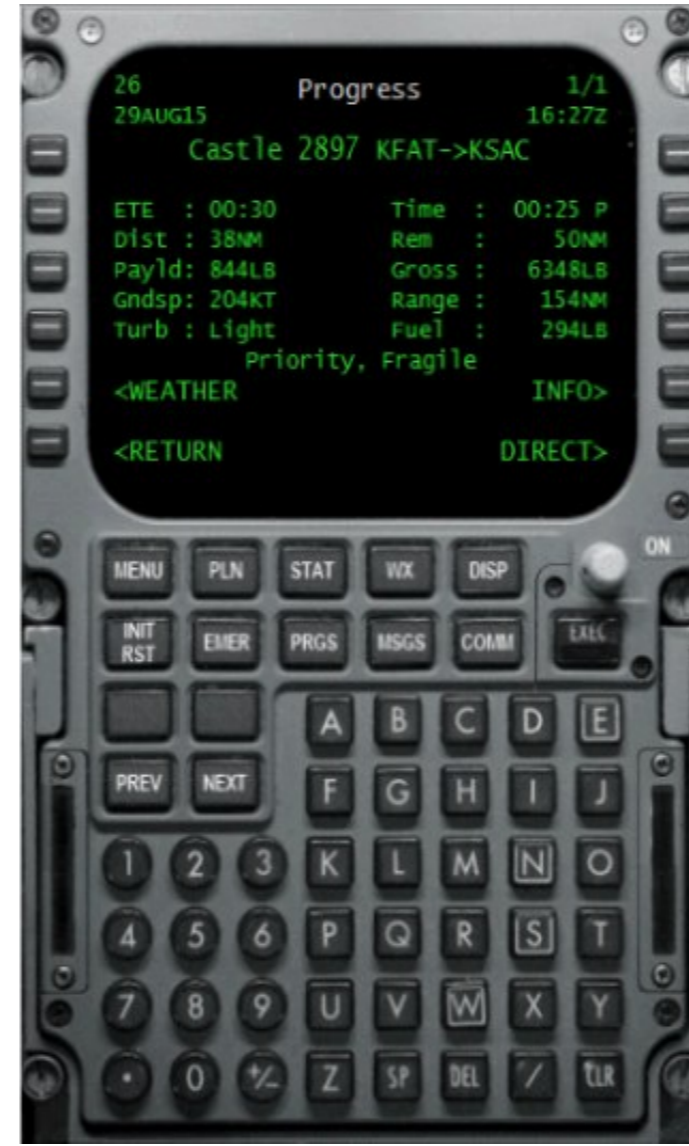 26 Progress 1/1
29AUG15 16:27Z
Castle 2897 KFAT->KSAC
ETE : 00:30 Time : 00:25 P
Dist : 38NM Rem : 50NM
Payld: 844LB Gross : 6348LB
Gndsp: 204KT Range : 154NM
Turb : Light Fuel : 294LB
Priority, Fragile
<WEATHER INFO>
<RETURN DIRECT>
ON
MENU PLN STAT WX DISP
INIT RST EMER PRGS MSGS COMM EXEC
A B C D E
PREV NEXT F G H I J
1 2 3 K L M N O
4 5 6 P Q R S T
7 8 9 U V W X Y
. 0 +/- Z SP DEL / CLR